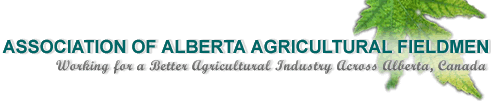 ASSOCIATION OF ALBERTA AGRICULTURAL FIELDMEN
Working for a Better Agricultural Industry Across Alberta, Canada